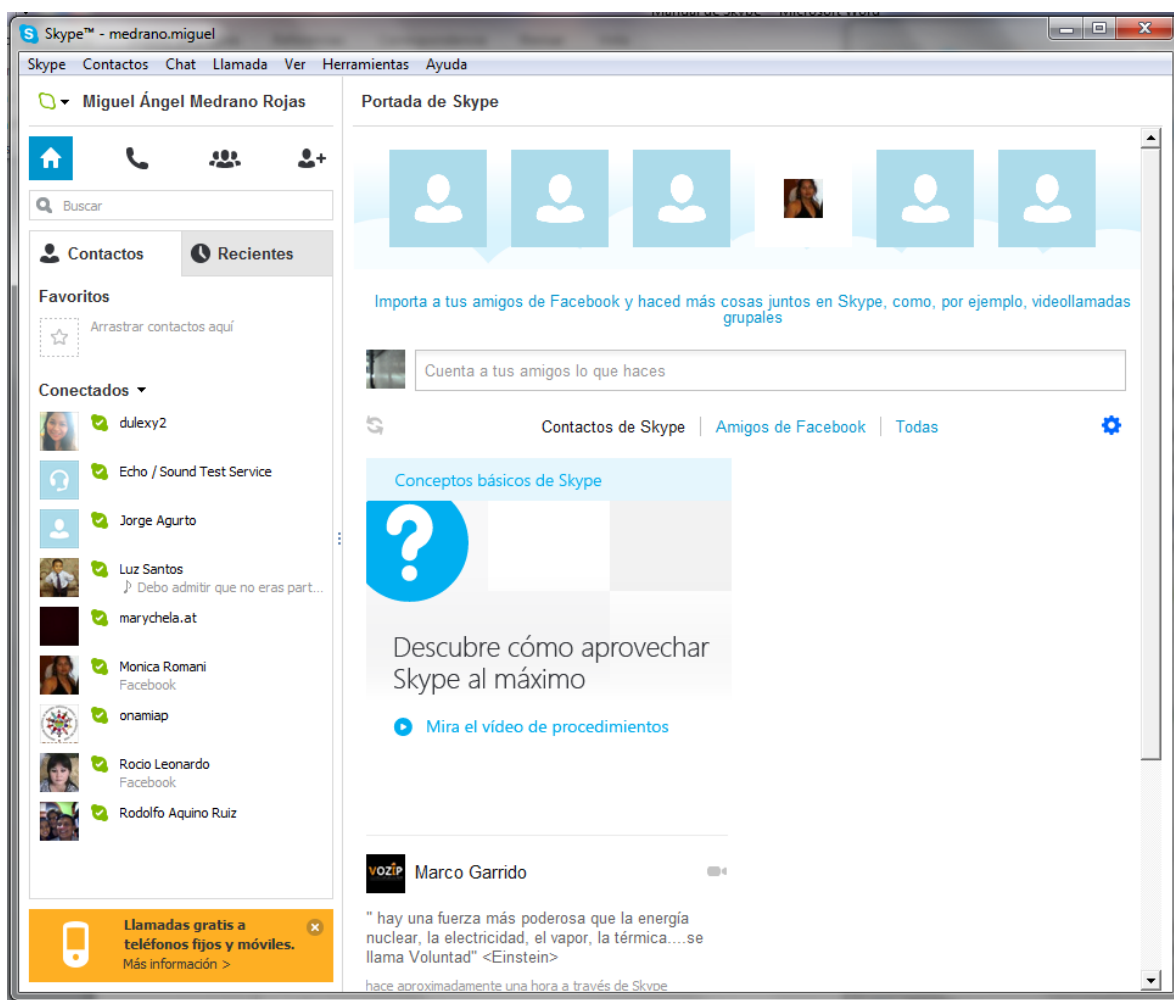 Manual de Skype - Microsoft Word
Skype™ - medrano.miguel
Skype Contactos Chat Llamada Ver Herramientas Ayuda
Miguel Ángel Medrano Rojas
Buscar
Contactos Recientes
Favoritos
Arrastrar contactos aquí
Conectados
dulexy2
Echo / Sound Test Service
Jorge Agurto
Luz Santos
Debo admitir que no eras part...
marychela.at
Monica Romani
Facebook
onamiap
Rocio Leonardo
Facebook
Rodolfo Aquino Ruiz
Llamadas gratis a
teléfonos fijos y móviles.
Más información >
Portada de Skype
Importa a tus amigos de Facebook y haced más cosas juntos en Skype, como, por ejemplo, videollamadas
grupales
Cuenta a tus amigos lo que haces
Contactos de Skype | Amigos de Facebook | Todas
Conceptos básicos de Skype
?
Descubre cómo aprovechar
Skype al máximo
Mira el vídeo de procedimientos
vozip
Marco Garrido
" hay una fuerza más poderosa que la energía
nuclear, la electricidad, el vapor, la térmica....se
llama Voluntad" <Einstein>
hace aproximadamente una hora a través de Skype